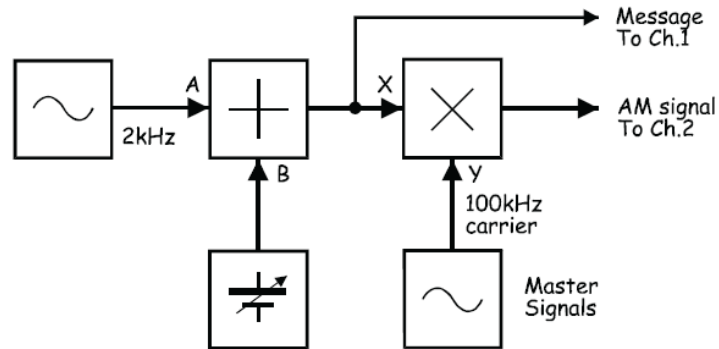 Message
To Ch.1
A
X
2kHz
AM signal
To Ch.2
B
Y
100kHz
carrier
Master
Signals